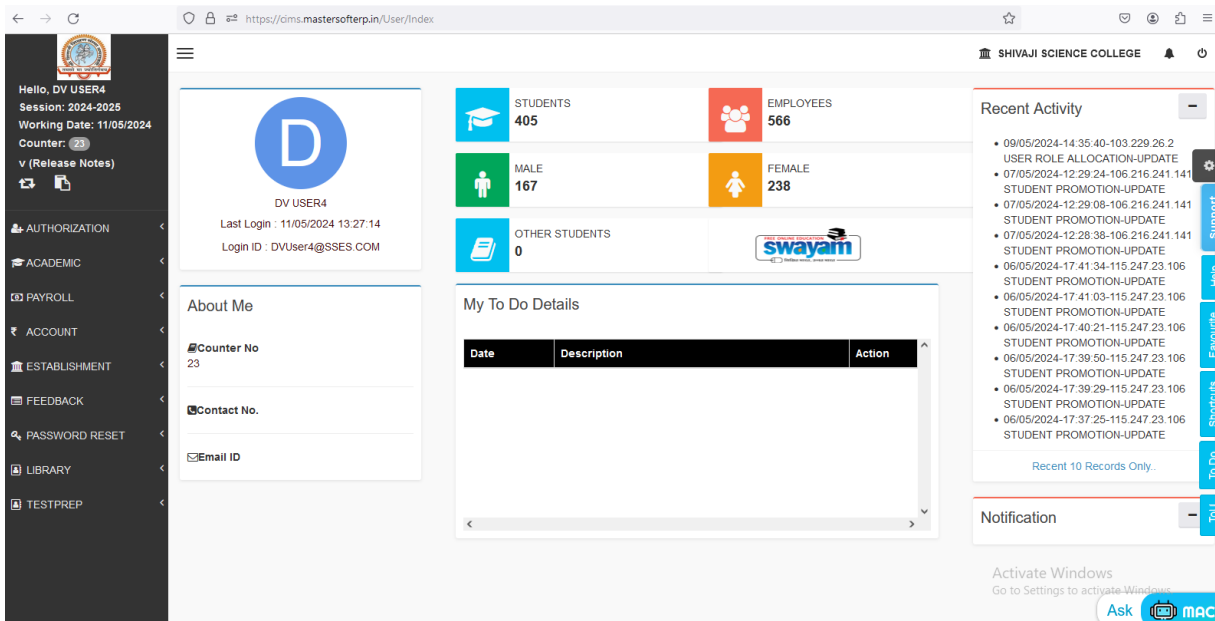 https://cims.mastersofterp.in/User/Index
SHIVAJI SCIENCE COLLEGE
Hello, DV USER4
Session: 2024-2025
Working Date: 11/05/2024
Counter: 23
v (Release Notes)
AUTHORIZATION
ACADEMIC
PAYROLL
₹ ACCOUNT
ESTABLISHMENT
FEEDBACK
PASSWORD RESET
LIBRARY
TESTPREP
D
DV USER4
Last Login : 11/05/2024 13:27:14
Login ID : DVUser4@SSES.COM
About Me
Counter No
23
Contact No.
Email ID
STUDENTS
405
EMPLOYEES
566
MALE
167
FEMALE
238
OTHER STUDENTS
0
FREE ONLINE EDUCATION
swayam
My To Do Details
Date Description Action
Recent Activity
09/05/2024-14:35:40-103.229.26.2
USER ROLE ALLOCATION-UPDATE
07/05/2024-12:29:24-106.216.241.141
STUDENT PROMOTION-UPDATE
07/05/2024-12:29:08-106.216.241.141
STUDENT PROMOTION-UPDATE
07/05/2024-12:28:38-106.216.241.141
STUDENT PROMOTION-UPDATE
06/05/2024-17:41:34-115.247.23.106
STUDENT PROMOTION-UPDATE
06/05/2024-17:41:03-115.247.23.106
STUDENT PROMOTION-UPDATE
06/05/2024-17:40:21-115.247.23.106
STUDENT PROMOTION-UPDATE
06/05/2024-17:39:50-115.247.23.106
STUDENT PROMOTION-UPDATE
06/05/2024-17:39:29-115.247.23.106
STUDENT PROMOTION-UPDATE
06/05/2024-17:37:25-115.247.23.106
STUDENT PROMOTION-UPDATE
Recent 10 Records Only..
Notification
Support
Help
Favourite
Shortcuts
To Do
Activate Windows
Go to Settings to activate Windows.
Ask MAC